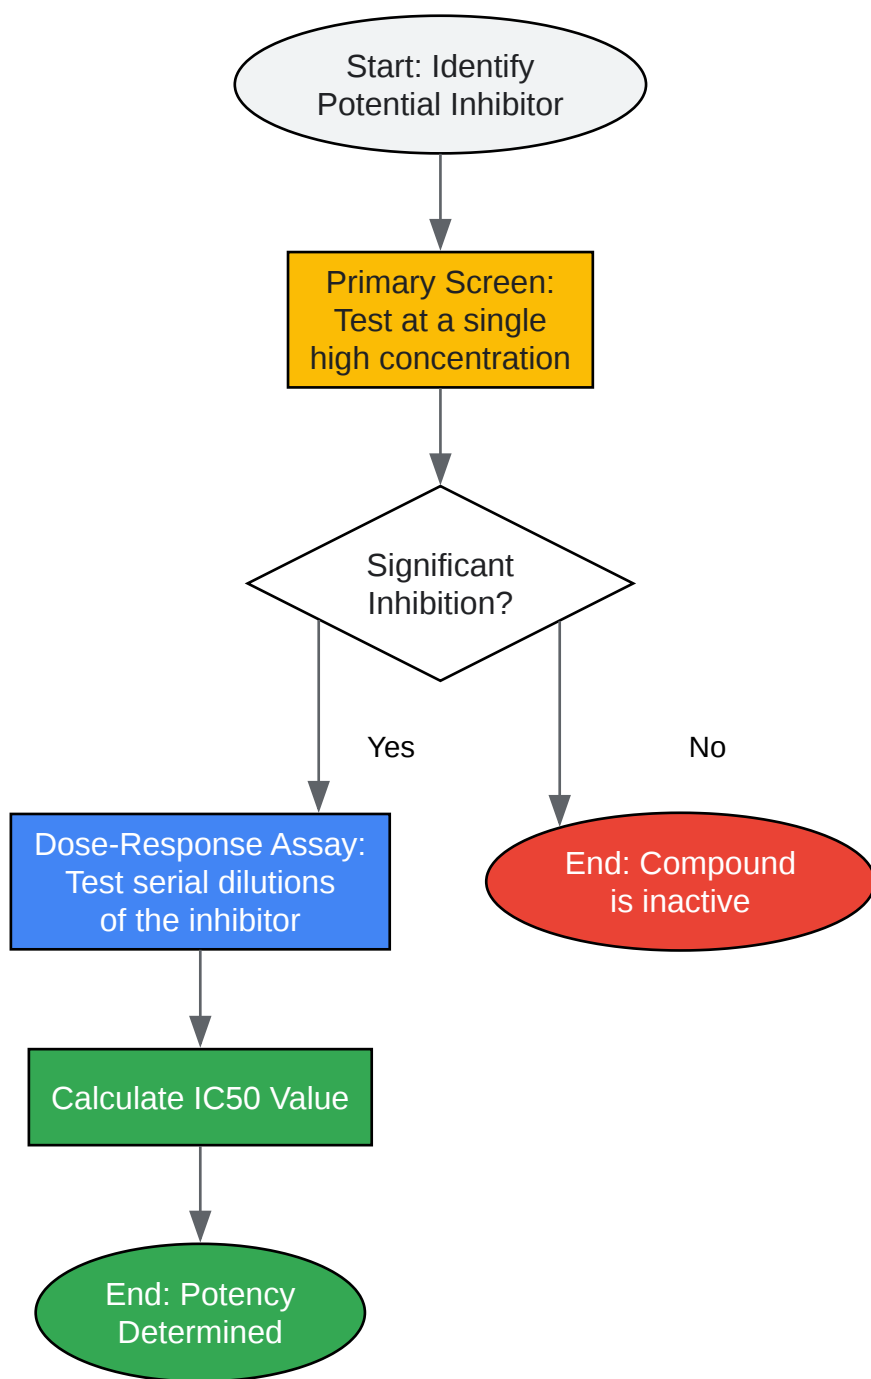 Start: Identify
Potential Inhibitor
Primary Screen:
Test at a single
high concentration
Significant
Inhibition?
Yes
No
Dose-Response Assay:
Test serial dilutions
of the inhibitor
End: Compound
is inactive
Calculate IC50 Value
End: Potency
Determined